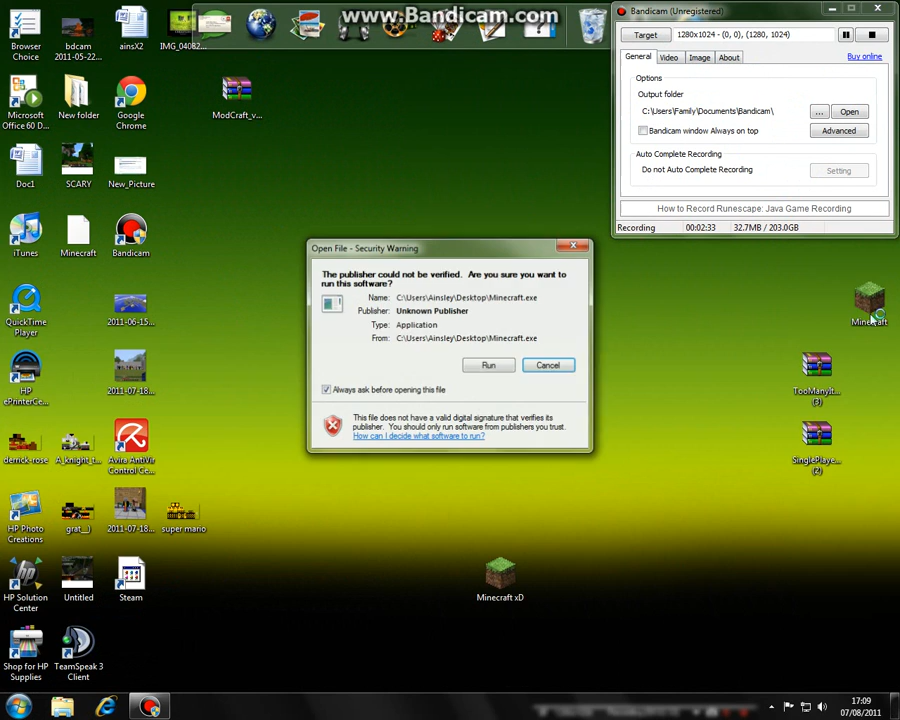 www.Bandicam.com
Bandicam (Unregistered)
Target
1280x1024 - (0, 0), (1280, 1024)
General
Video
Image
About
Buy online
Options
Output folder
C:\Users\Family\Documents\Bandicam\
...
Open
Bandicam window Always on top
Advanced
Auto Complete Recording
Do not Auto Complete Recording
Setting
How to Record Runescape: Java Game Recording
Recording
00:02:33
32.7MB / 203.0GB
Browser
Choice
bdcam
2011-05-22...
ainsX2
IMG_0408...
Microsoft
Office 60 D...
New folder
Google
Chrome
ModCraft_v...
Doc1
SCARY
New_Picture
iTunes
Minecraft
Bandicam
QuickTime
Player
2011-06-15...
HP
ePrinterCe...
2011-07-18...
derrick-rose
A_knight_t...
Avira AntiVir
Control Ce...
HP Photo
Creations
grat__)
2011-07-18...
super mario
HP Solution
Center
Untitled
Steam
Shop for HP
Supplies
TeamSpeak 3
Client
Open File - Security Warning
The publisher could not be verified. Are you sure you want to
run this software?
Name: C:\Users\Ainsley\Desktop\Minecraft.exe
Publisher: Unknown Publisher
Type: Application
From: C:\Users\Ainsley\Desktop\Minecraft.exe
Run
Cancel
Always ask before opening this file
This file does not have a valid digital signature that verifies its
publisher. You should only run software from publishers you trust.
How can I decide what software to run?
Minecraft
TooManyIt...
(3)
SinglePlaye...
(2)
Minecraft xD
17:09
07/08/2011